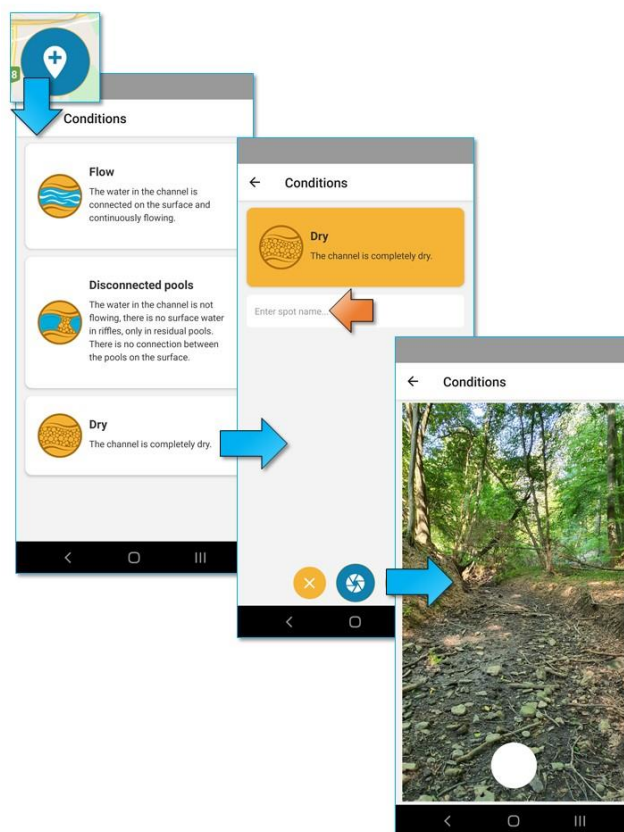 8
Conditions
Flow
The water in the channel is
connected on the surface and
continuously flowing.
Disconnected pools
The water in the channel is not
flowing, there is no surface water
in riffles, only in residual pools.
There is no connection between
the pools on the surface.
Dry
The channel is completely dry.
Conditions
Dry
The channel is completely dry.
Enter spot name...
Conditions